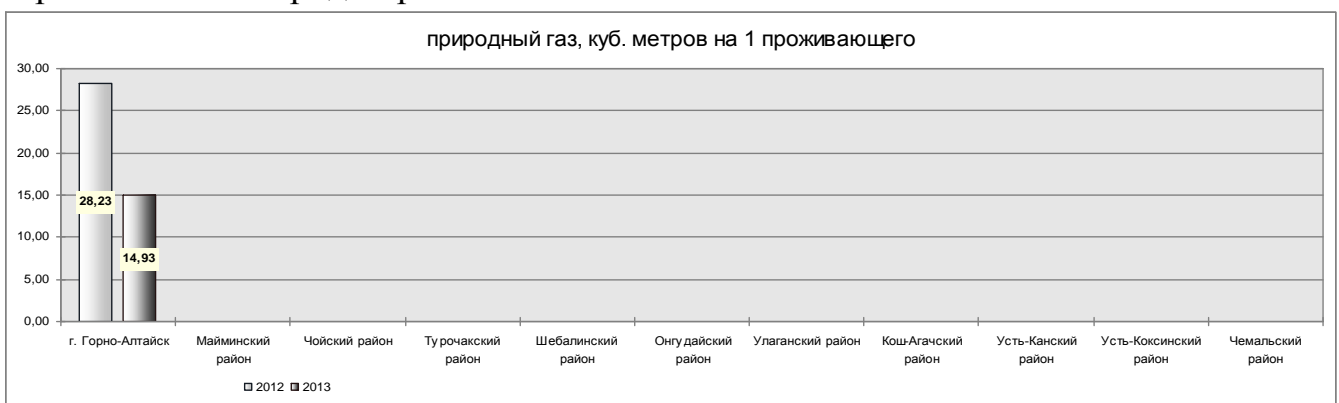 природный газ, куб. метров на 1 проживающего
30,00
25,00
20,00
15,00
10,00
5,00
0,00
28,23
14,93
г. Горно-Алтайск
Майминский район
Чойский район
Турочакский район
Шебалинский район
Онгудайский район
Улаганский район
Кош-Агачский район
Усть-Канский район
Усть-Коксинский район
Чемальский район
2012 2013